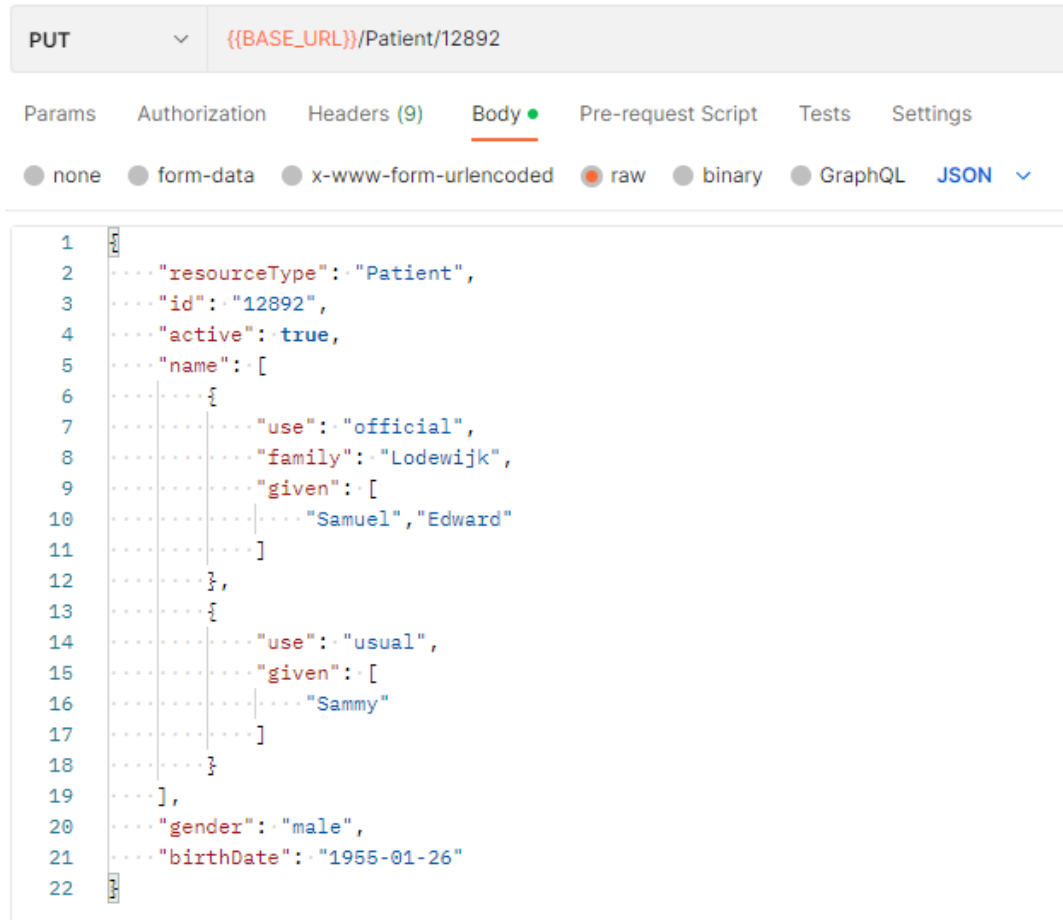 PUT {{BASE_URL}}/Patient/12892
Params Authorization Headers (9) Body Pre-request Script Tests Settings
none form-data x-www-form-urlencoded raw binary GraphQL JSON
1 {
2     "resourceType": "Patient",
3     "id": "12892",
4     "active": true,
5     "name": [
6         {
7             "use": "official",
8             "family": "Lodewijk",
9             "given": [
10                 "Samuel","Edward"
11             ]
12         },
13         {
14             "use": "usual",
15             "given": [
16                 "Sammy"
17             ]
18         }
19     ],
20     "gender": "male",
21     "birthDate": "1955-01-26"
22 }